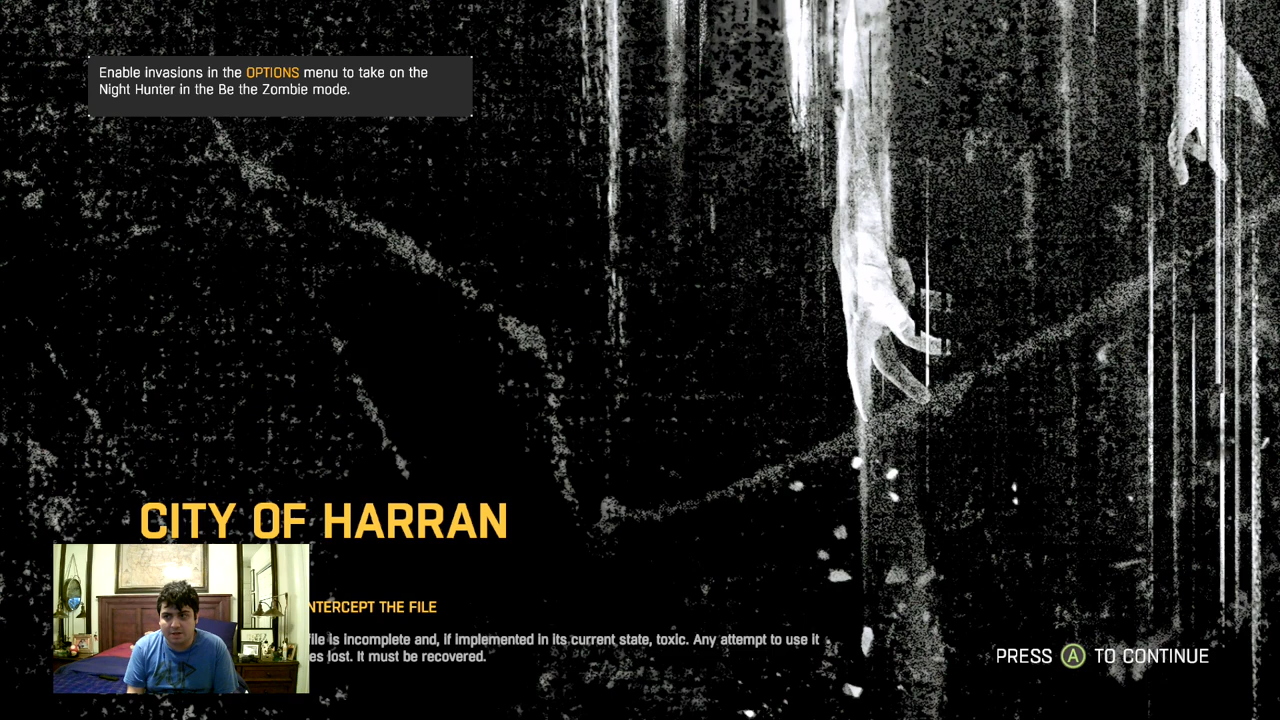 Enable invasions in the OPTIONS menu to take on the
Night Hunter in the Be the Zombie mode.
CITY OF HARRAN
NTERCEPT THE FILE
file is incomplete and, if implemented in its current state, toxic. Any attempt to use it
es lost. It must be recovered.
PRESS A TO CONTINUE